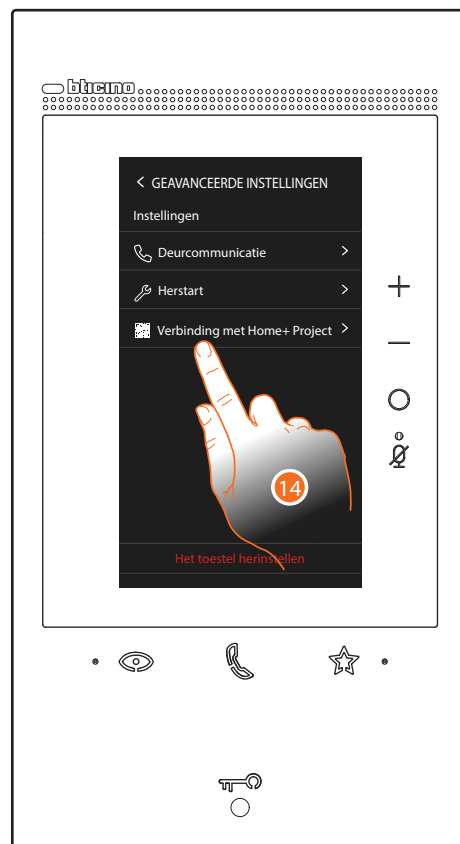 bticino
< GEAVANCEERDE INSTELLINGEN
Instellingen
Deurcommunicatie >
Herstart >
Verbinding met Home+ Project >
14
Het toestel herinstellen